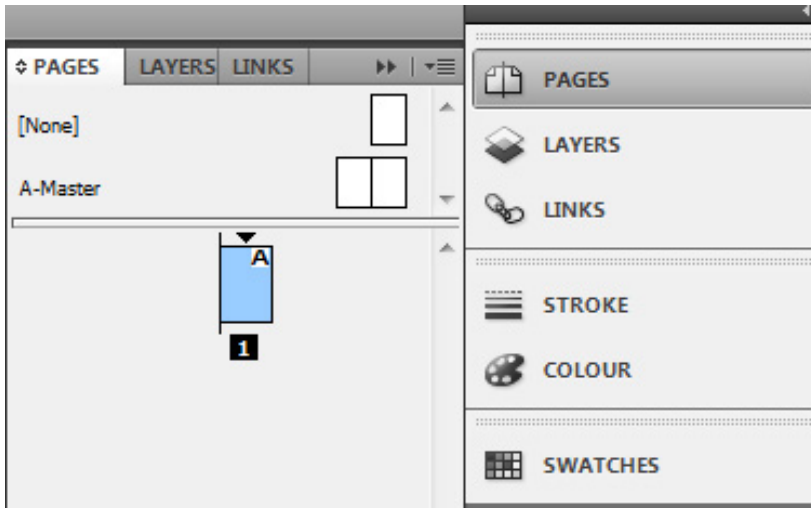 PAGES LAYERS LINKS
[None]
A-Master
A
1
PAGES
LAYERS
LINKS
STROKE
COLOUR
SWATCHES